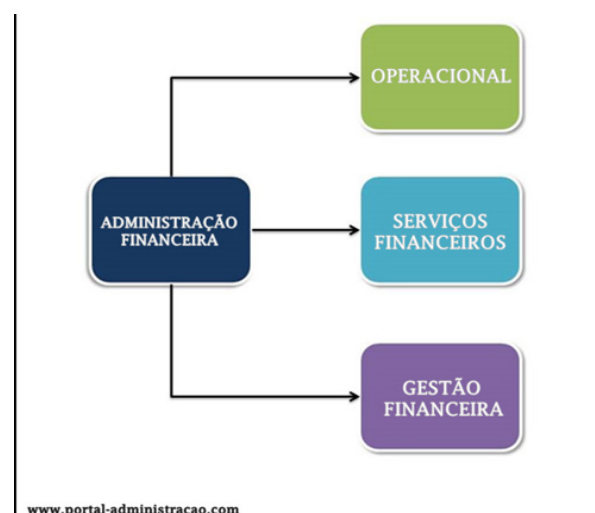 OPERACIONAL
ADMINISTRAÇÃO
FINANCEIRA
SERVIÇOS
FINANCEIROS
GESTÃO
FINANCEIRA
www.portal-administracao.com